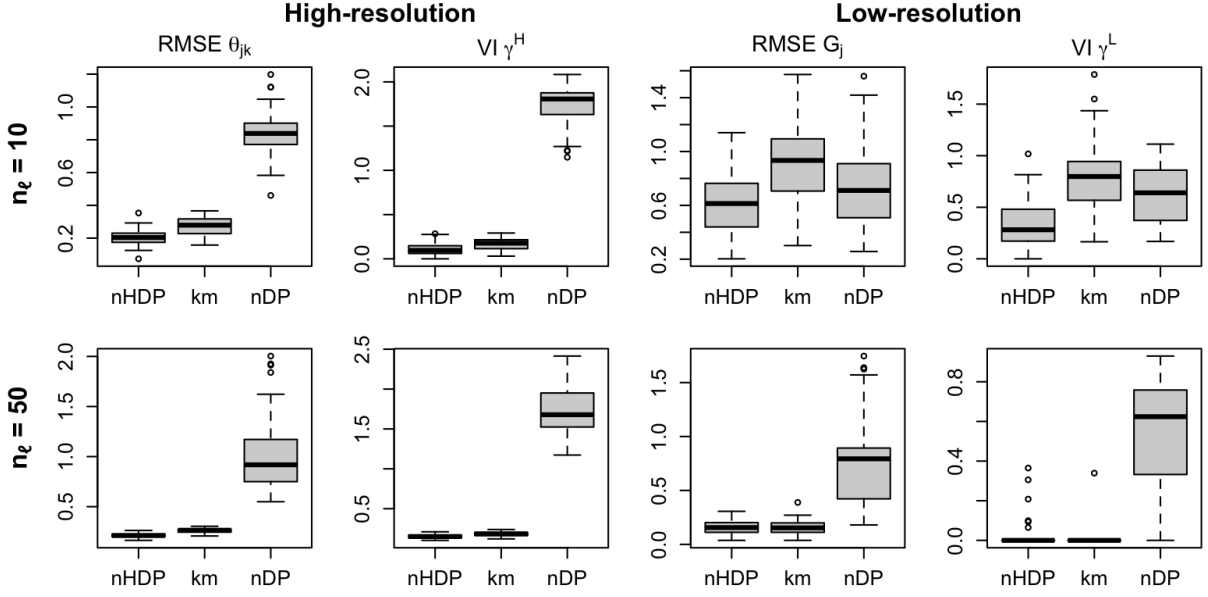 High-resolution Low-resolution
RMSE θjk VI γH RMSE Gj VI γL
nℓ = 10
0.2 0.6 1.0
0.0 1.0 2.0
0.2 0.6 1.0 1.4
0.0 0.5 1.0 1.5
nHDP km nDP nHDP km nDP nHDP km nDP nHDP km nDP
nℓ = 50
0.5 1.0 1.5 2.0
0.5 1.5 2.5
0.0 0.5 1.0 1.5
0.0 0.4 0.8
nHDP km nDP nHDP km nDP nHDP km nDP nHDP km nDP